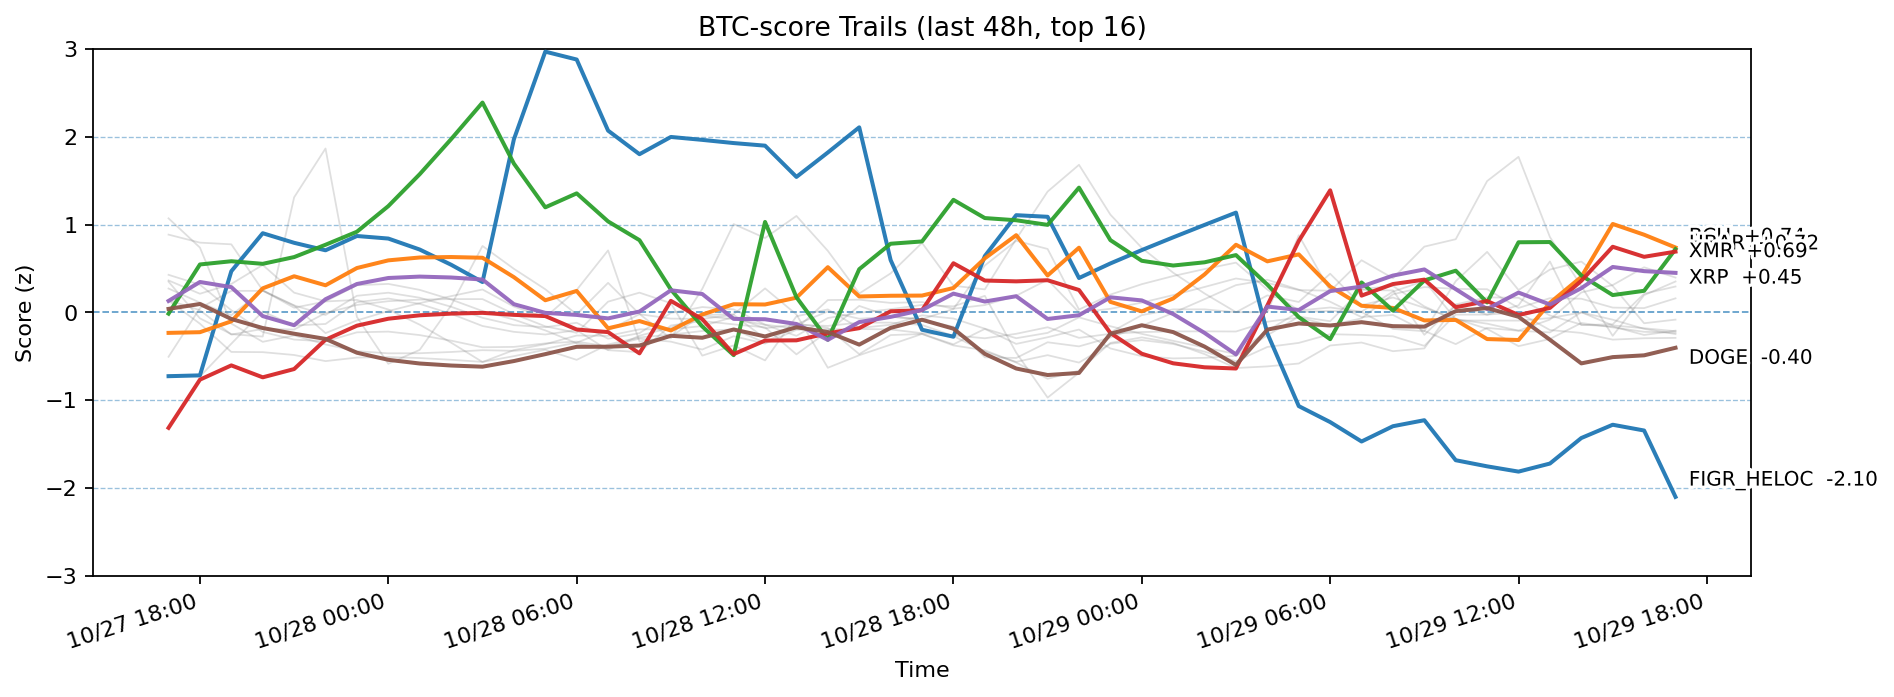 BTC-score Trails (last 48h, top 16)
Score (z)
3
2
1
0
−1
−2
−3
XMR +0.69
XRP +0.45
DOGE -0.40
FIGR_HELOC -2.10
10/27 18:00
10/28 00:00
10/28 06:00
10/28 12:00
10/28 18:00
10/29 00:00
10/29 06:00
10/29 12:00
10/29 18:00
Time